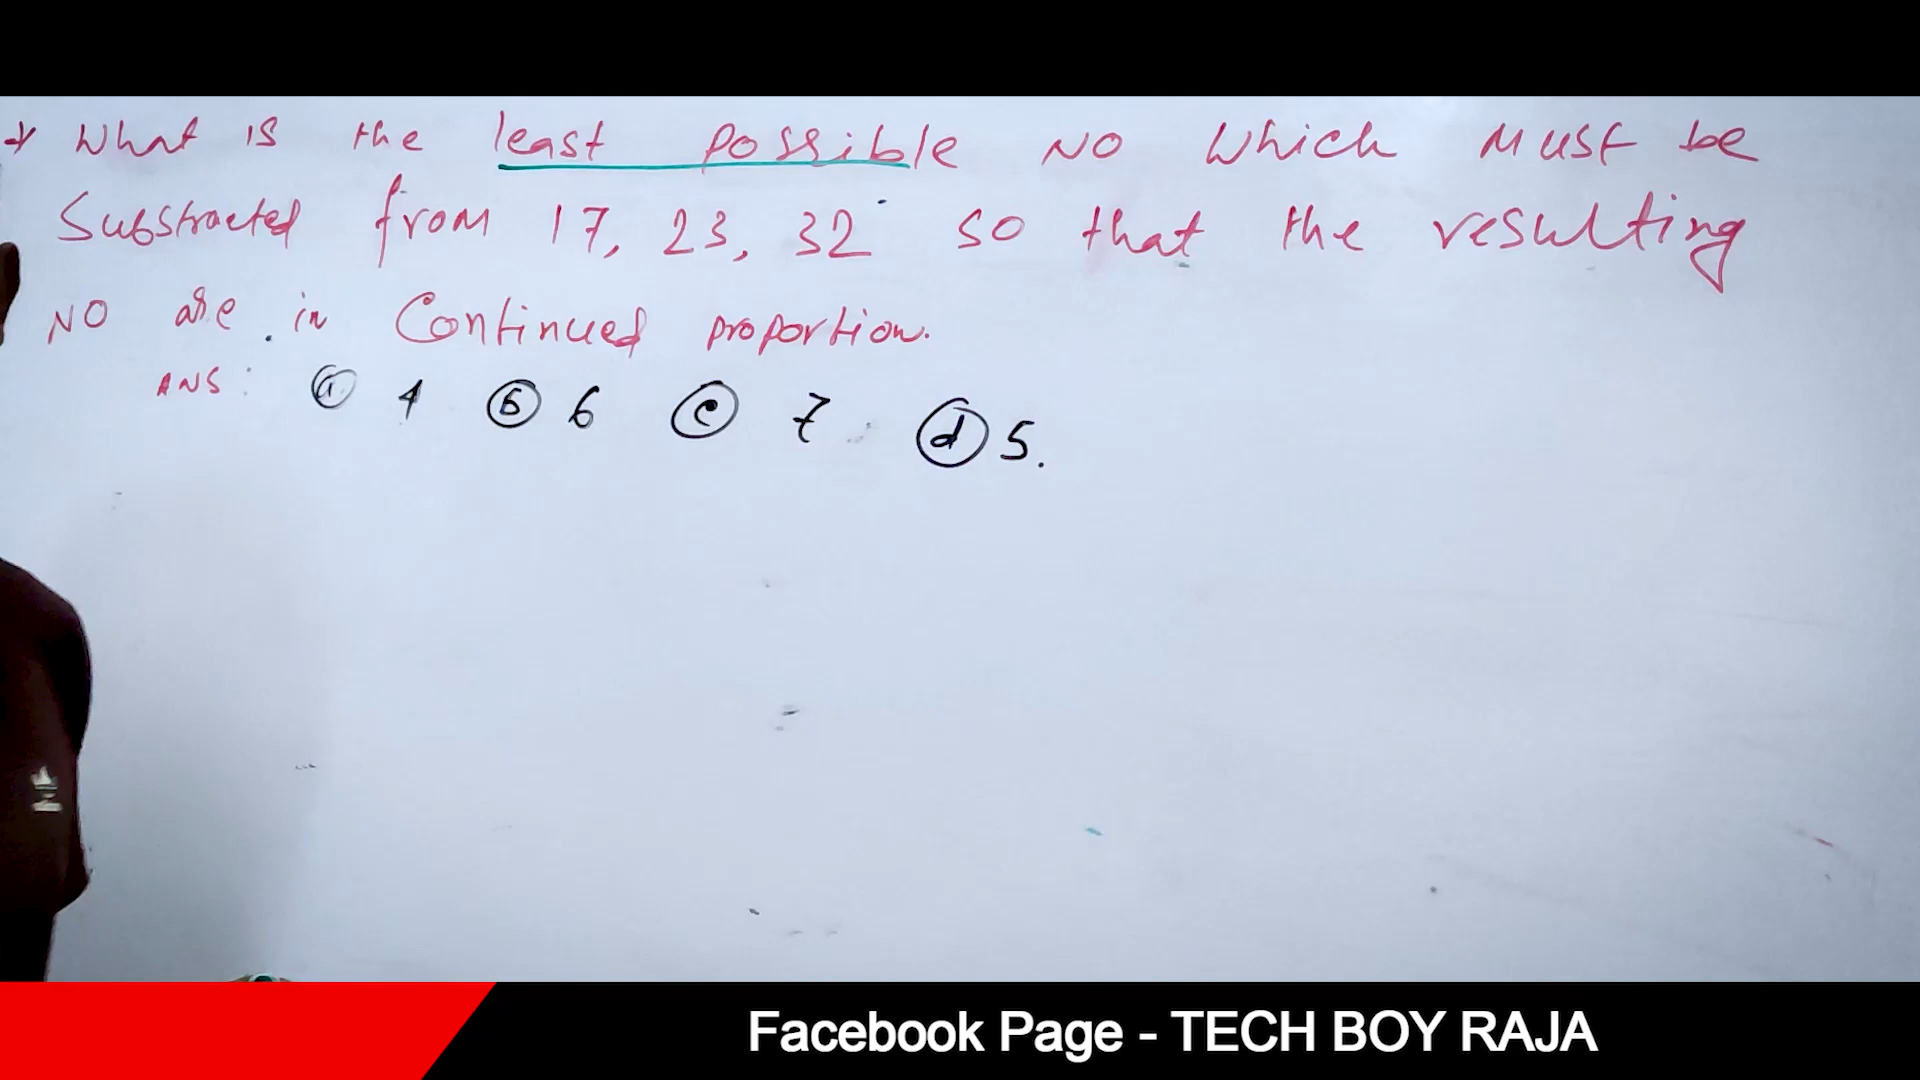 What is the least possible NO which must be
Substracted from 17, 23, 32 so that the resulting
NO are in Continued proportion.
ANS: (a) 4 (b) 6 (c) 7 (d) 5.
Facebook Page - TECH BOY RAJA